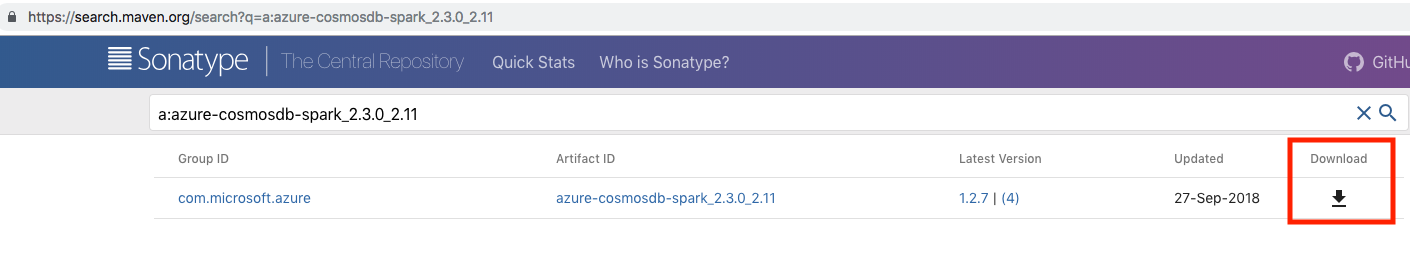 https://search.maven.org/search?q=a:azure-cosmosdb-spark_2.3.0_2.11
Sonatype The Central Repository Quick Stats Who is Sonatype? GitHu
a:azure-cosmosdb-spark_2.3.0_2.11
Group ID Artifact ID Latest Version Updated Download
com.microsoft.azure azure-cosmosdb-spark_2.3.0_2.11 1.2.7 | (4) 27-Sep-2018